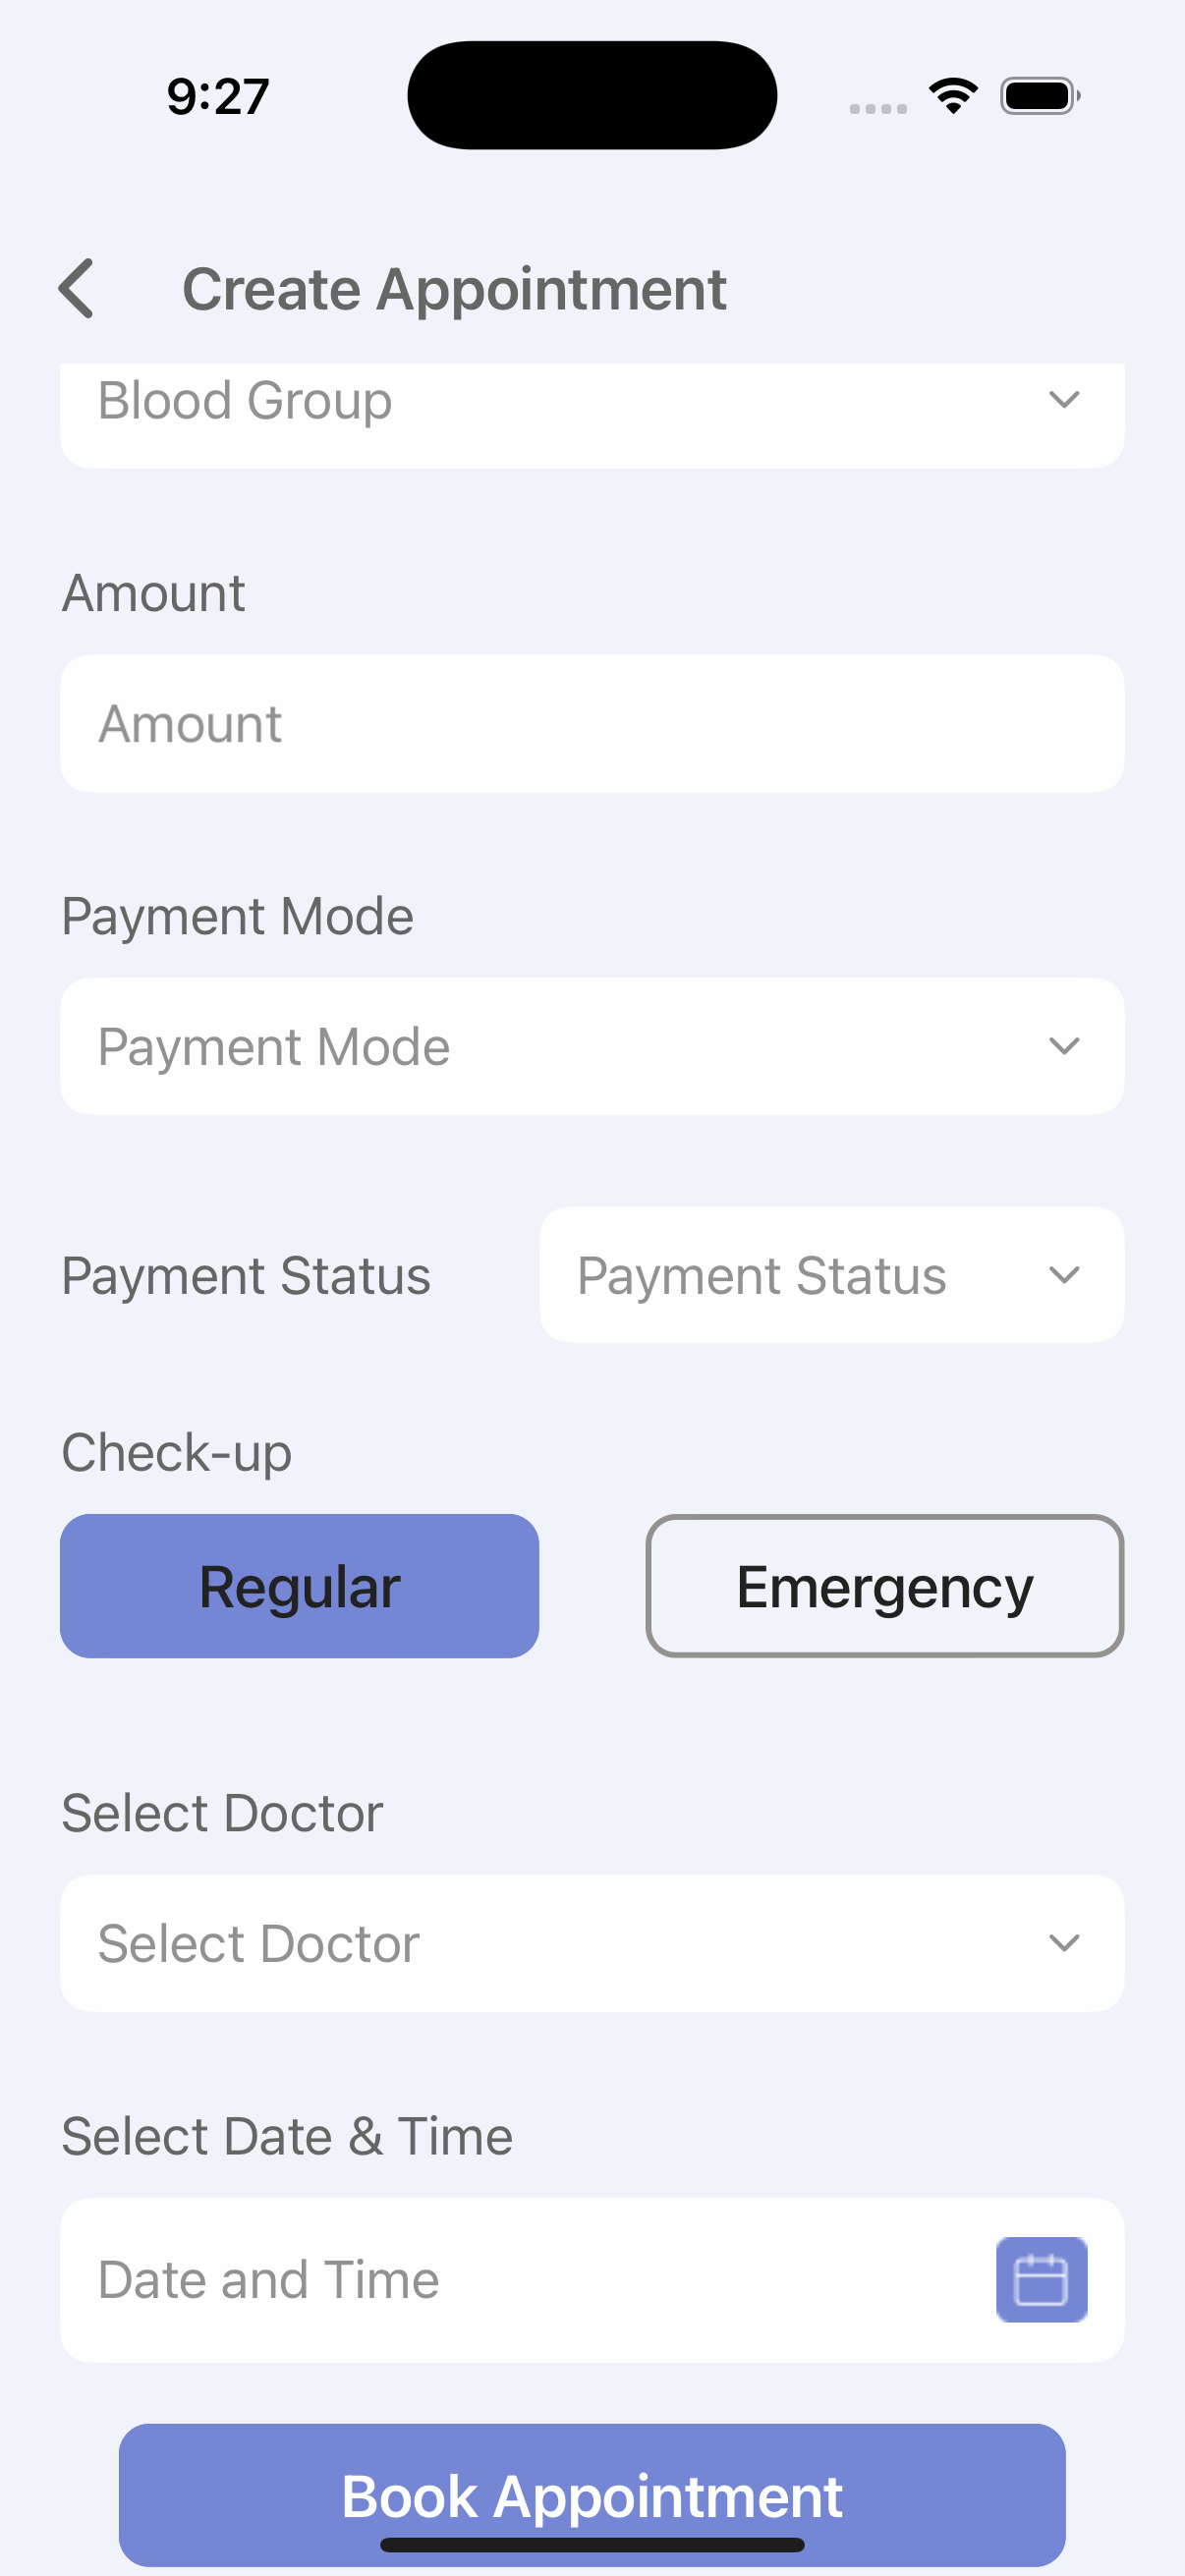 9:27
Create Appointment
Blood Group
Amount
Amount
Payment Mode
Payment Mode
Payment Status
Payment Status
Check-up
Regular
Emergency
Select Doctor
Select Doctor
Select Date & Time
Date and Time
Book Appointment